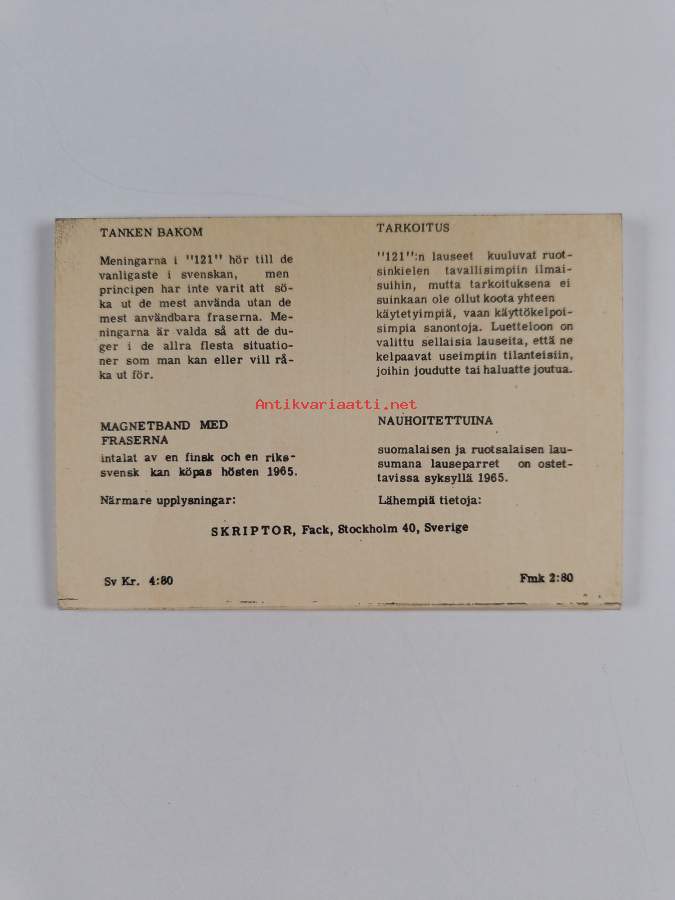 TANKEN BAKOM
Meningarna i "121" hör till de
vanligaste i svenskan, men
principen har inte varit att sö-
ka ut de mest använda utan de
mest användbara fraserna. Me-
ningarna är valda så att de du-
ger i de allra flesta situatio-
ner som man kan eller vill rå-
ka ut för.
MAGNETBAND MED
FRASERNA
intalat av en finsk och en riks-
svensk kan köpas hösten 1965.
Närmare upplysningar:
TARKOITUS
"121":n lauseet kuuluvat ruot-
sinkielen tavallisimpiin ilmai-
suihin, mutta tarkoituksena ei
suinkaan ole ollut koota yhteen
käytetyimpiä, vaan käyttökelpoi-
simpia sanontoja. Luetteloon on
valittu sellaisia lauseita, että ne
kelpaavat useimpiin tilanteisiin,
joihin joudutte tai haluatte joutua.
NAUHOITETTUINA
suomalaisen ja ruotsalaisen lau-
sumana lauseparret on ostet-
tavissa syksyllä 1965.
Lähempiä tietoja:
SKRIPTOR, Fack, Stockholm 40, Sverige
Sv Kr. 4:80
Fmk 2:80
Antikvariaatti.net